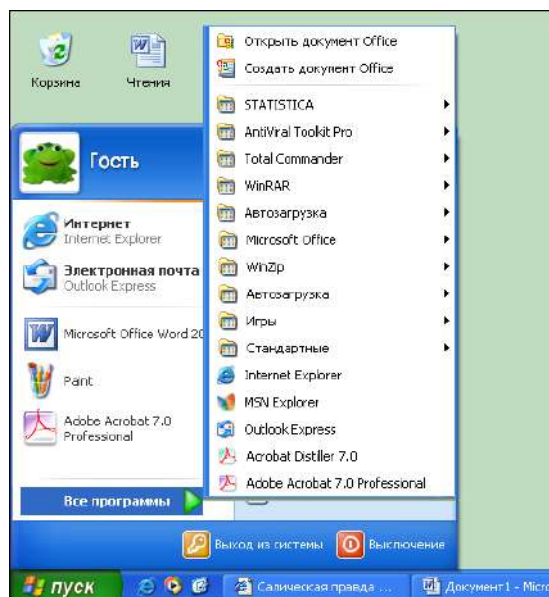 Корзина
Чтения
Гость
Интернет
Internet Explorer
Электронная почта
Outlook Express
Microsoft Office Word 20
Paint
Adobe Acrobat 7.0
Professional
Все программы
Открыть документ Office
Создать документ Office
STATISTICA
AntiViral Toolkit Pro
Total Commander
WinRAR
Автозагрузка
Microsoft Office
WinZip
Автозагрузка
Игры
Стандартные
Internet Explorer
MSN Explorer
Outlook Express
Acrobat Distiller 7.0
Adobe Acrobat 7.0 Professional
Выход из системы
Выключение
пуск
Салическая правда ...
Документ1 - Micro